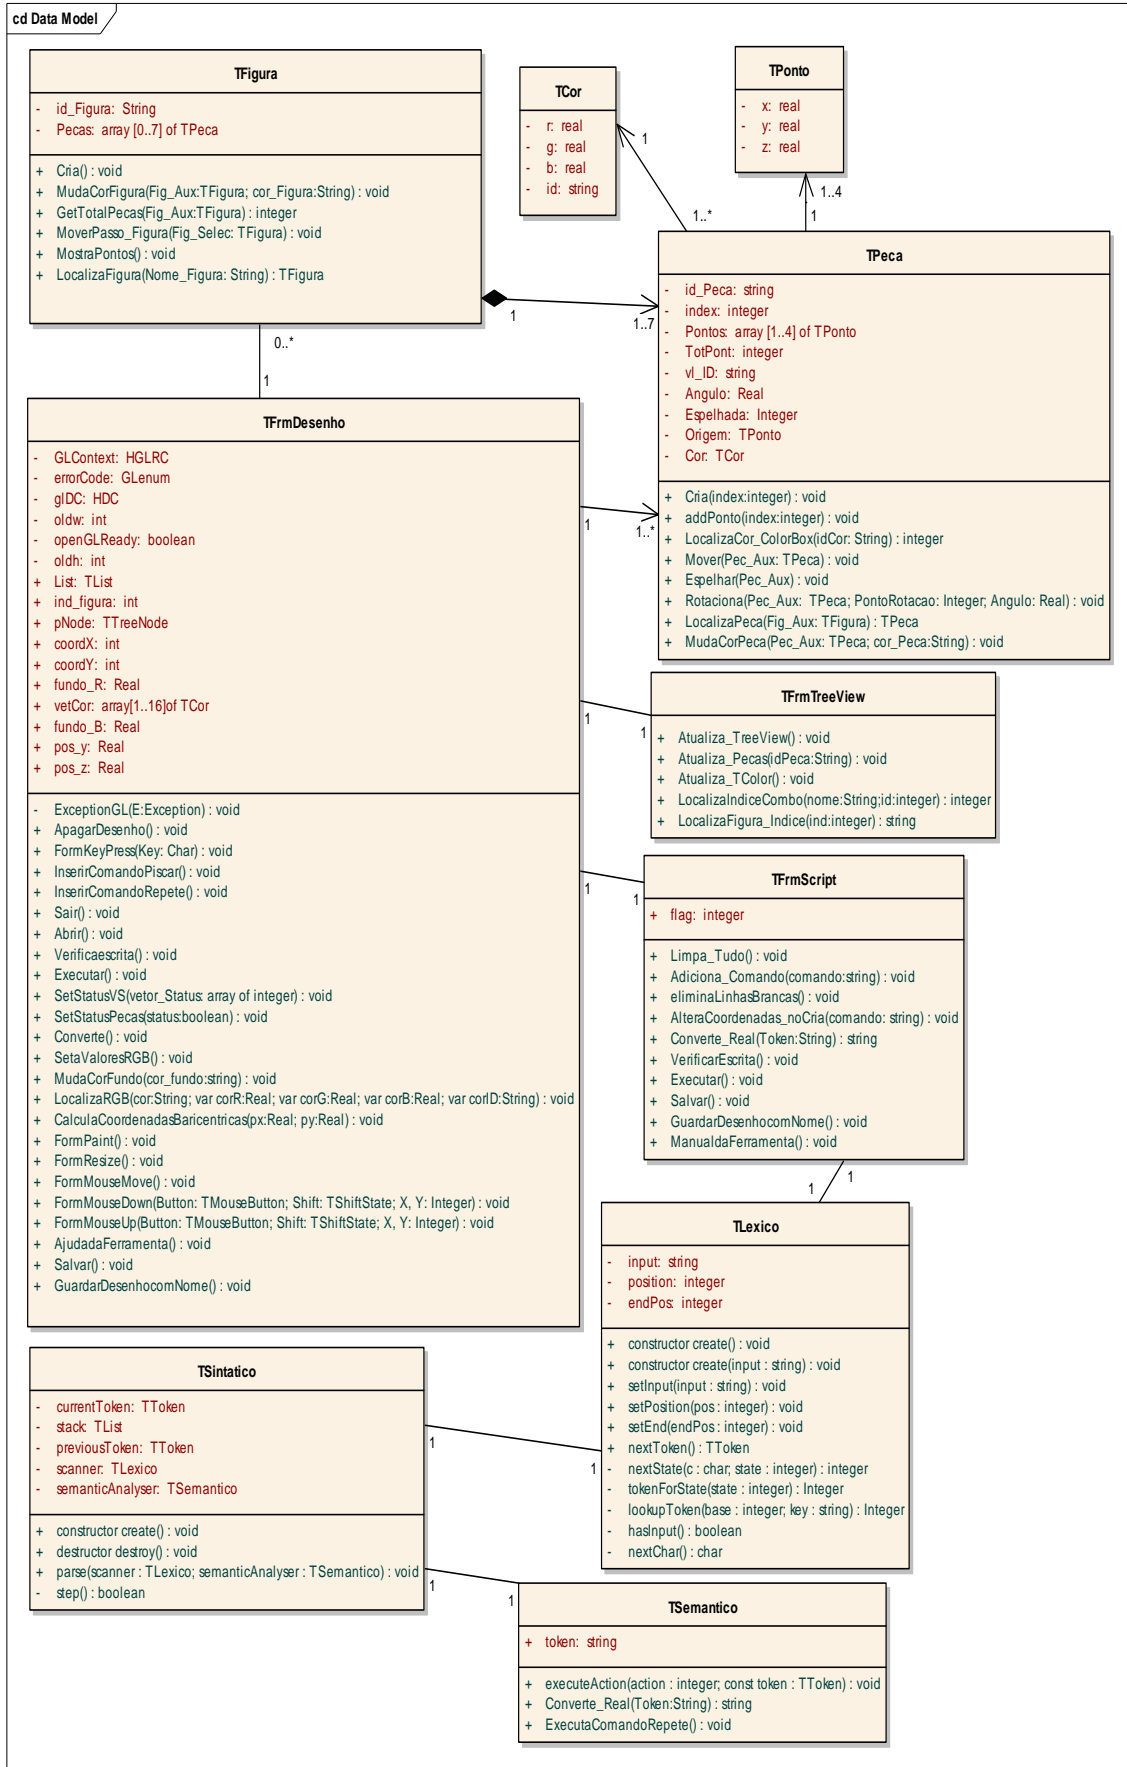 cd Data Model
TFigura
- id_Figura: String
- Pecas: array [0..7] of TPeca
+ Cria() : void
+ MudaCorFigura(Fig_Aux:TFigura; cor_Figura:String) : void
+ GetTotalPecas(Fig_Aux:TFigura) : integer
+ MoverPasso_Figura(Fig_Selec: TFigura) : void
+ MostraPontos() : void
+ LocalizaFigura(Nome_Figura: String) : TFigura
TCor
- r: real
- g: real
- b: real
- id: string
TPonto
- x: real
- y: real
- z: real
1
1..*
1..4
1
1
1..7
0..*
1
TPeca
- id_Peca: string
- index: integer
- Pontos: array [1..4] of TPonto
- TotPont: integer
- vl_ID: string
- Angulo: Real
- Espelhada: Integer
- Origem: TPonto
- Cor: TCor
+ Cria(index:integer) : void
+ addPonto(index:integer) : void
+ LocalizaCor_ColorBox(idCor: String) : integer
+ Mover(Pec_Aux: TPeca) : void
+ Espelhar(Pec_Aux) : void
+ Rotaciona(Pec_Aux: TPeca; PontoRotacao: Integer; Angulo: Real) : void
+ LocalizaPeca(Fig_Aux: TFigura) : TPeca
+ MudaCorPeca(Pec_Aux: TPeca; cor_Peca:String) : void
TFrmDesenho
- GLContext: HGLRC
- errorCode: GLenum
- glDC: HDC
- oldw: int
- openGLReady: boolean
- oldh: int
+ List: TList
+ ind_figura: int
+ pNode: TTreeNode
+ coordX: int
+ coordY: int
+ fundo_R: Real
+ vetCor: array[1..16]of TCor
+ fundo_B: Real
+ pos_y: Real
+ pos_z: Real
- ExceptionGL(E:Exception) : void
+ ApagarDesenho() : void
+ FormKeyPress(Key: Char) : void
+ InserirComandoPiscar() : void
+ InserirComandoRepete() : void
+ Sair() : void
+ Abrir() : void
+ Verificaescrita() : void
+ Executar() : void
+ SetStatusVS(vetor_Status: array of integer) : void
+ SetStatusPecas(status:boolean) : void
+ Converte() : void
+ SetaValoresRGB() : void
+ MudaCorFundo(cor_fundo:string) : void
+ LocalizaRGB(cor:String; var corR:Real; var corG:Real; var corB:Real; var corID:String) : void
+ CalculaCoordenadasBaricentricas(px:Real; py:Real) : void
+ FormPaint() : void
+ FormResize() : void
+ FormMouseMove() : void
+ FormMouseDown(Button: TMouseButton; Shift: TShiftState; X, Y: Integer) : void
+ FormMouseUp(Button: TMouseButton; Shift: TShiftState; X, Y: Integer) : void
+ AjudadaFerramenta() : void
+ Salvar() : void
+ GuardarDesenhocomNome() : void
1
1..*
1
1
TFrmTreeView
+ Atualiza_TreeView() : void
+ Atualiza_Pecas(idPeca:String) : void
+ Atualiza_TColor() : void
+ LocalizaIndiceCombo(nome:String;id:integer) : integer
+ LocalizaFigura_Indice(ind:integer) : string
1
1
TFrmScript
+ flag: integer
+ Limpa_Tudo() : void
+ Adiciona_Comando(comando:string) : void
+ eliminaLinhasBrancas() : void
+ AlteraCoordenadas_noCria(comando: string) : void
+ Converte_Real(Token:String) : string
+ VerificarEscrita() : void
+ Executar() : void
+ Salvar() : void
+ GuardarDesenhocomNome() : void
+ ManualdaFerramenta() : void
1
1
TLexico
- input: string
- position: integer
- endPos: integer
+ constructor create() : void
+ constructor create(input : string) : void
+ setInput(input : string) : void
+ setPosition(pos : integer) : void
+ setEnd(endPos : integer) : void
+ nextToken() : TToken
- nextState(c : char; state : integer) : integer
- tokenForState(state : integer) : Integer
- lookupToken(base : integer; key : string) : Integer
- hasInput() : boolean
- nextChar() : char
TSintatico
- currentToken: TToken
- stack: TList
- previousToken: TToken
- scanner: TLexico
- semanticAnalyser: TSemantico
+ constructor create() : void
+ destructor destroy() : void
+ parse(scanner : TLexico; semanticAnalyser : TSemantico) : void
- step() : boolean
1
1
1
1
TSemantico
+ token: string
+ executeAction(action : integer; const token : TToken) : void
+ Converte_Real(Token:String) : string
+ ExecutaComandoRepete() : void